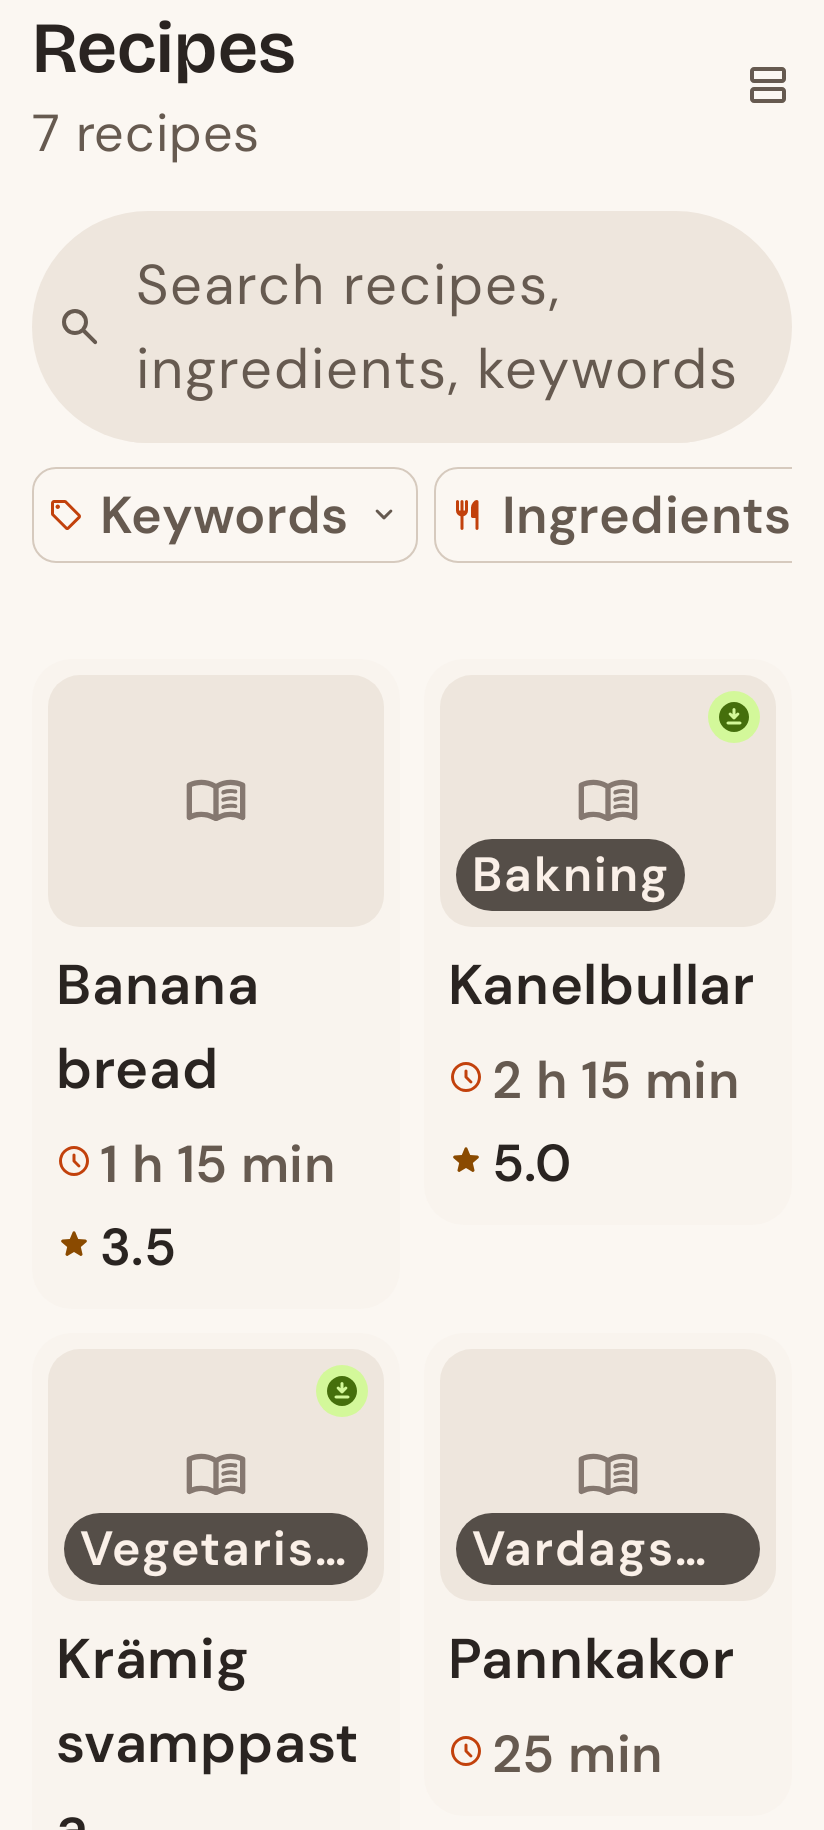 Recipes
7 recipes
Search recipes,
ingredients, keywords
Keywords
Ingredients
Banana
bread
1 h 15 min
3.5
Bakning
Kanelbullar
2 h 15 min
5.0
Vegetaris...
Krämig
svamppast
a
Vardags...
Pannkakor
25 min